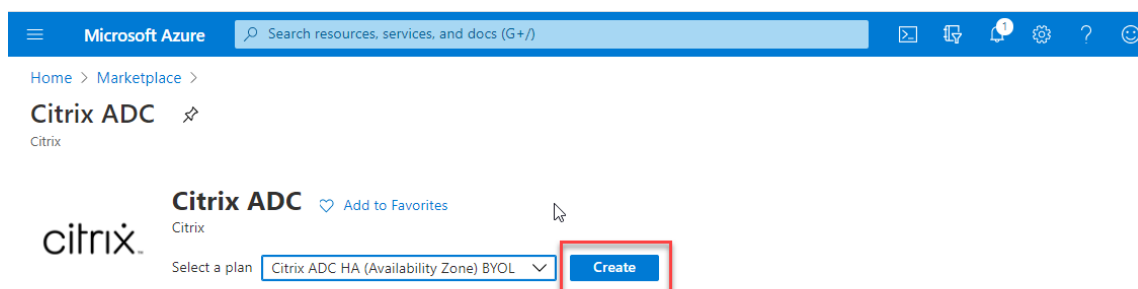 Microsoft Azure
Search resources, services, and docs (G+/)
1
Home > Marketplace >
Citrix ADC
Citrix
citrix.
Citrix ADC
Add to Favorites
Citrix
Select a plan
Citrix ADC HA (Availability Zone) BYOL
Create